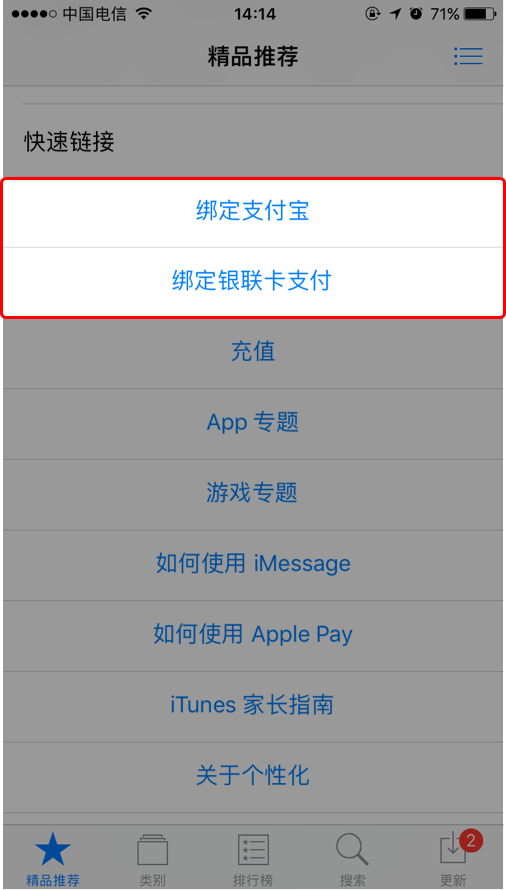 中国电信 14:14 71%
精品推荐
快速链接
绑定支付宝
绑定银联卡支付
充值
App 专题
游戏专题
如何使用 iMessage
如何使用 Apple Pay
iTunes 家长指南
关于个性化
2
精品推荐 类别 排行榜 搜索 更新